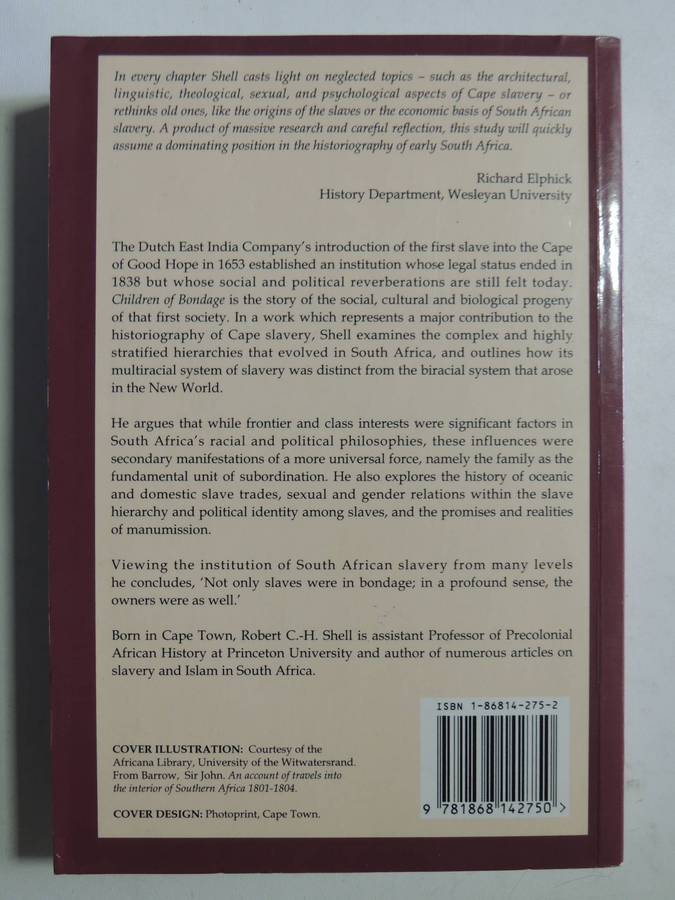 In every chapter Shell casts light on neglected topics – such as the architectural,
linguistic, theological, sexual, and psychological aspects of Cape slavery – or
rethinks old ones, like the origins of the slaves or the economic basis of South African
slavery. A product of massive research and careful reflection, this study will quickly
assume a dominating position in the historiography of early South Africa.
Richard Elphick
History Department, Wesleyan University
The Dutch East India Company's introduction of the first slave into the Cape
of Good Hope in 1653 established an institution whose legal status ended in
1838 but whose social and political reverberations are still felt today.
Children of Bondage is the story of the social, cultural and biological progeny
of that first society. In a work which represents a major contribution to the
historiography of Cape slavery, Shell examines the complex and highly
stratified hierarchies that evolved in South Africa, and outlines how its
multiracial system of slavery was distinct from the biracial system that arose
in the New World.
He argues that while frontier and class interests were significant factors in
South Africa's racial and political philosophies, these influences were
secondary manifestations of a more universal force, namely the family as the
fundamental unit of subordination. He also explores the history of oceanic
and domestic slave trades, sexual and gender relations within the slave
hierarchy and political identity among slaves, and the promises and realities
of manumission.
Viewing the institution of South African slavery from many levels
he concludes, 'Not only slaves were in bondage; in a profound sense, the
owners were as well.'
Born in Cape Town, Robert C.-H. Shell is assistant Professor of Precolonial
African History at Princeton University and author of numerous articles on
slavery and Islam in South Africa.
COVER ILLUSTRATION: Courtesy of the
Africana Library, University of the Witwatersrand.
From Barrow, Sir John. An account of travels into
the interior of Southern Africa 1801-1804.
COVER DESIGN: Photoprint, Cape Town.
ISBN 1-86814-275-2
9 781868 142750 >